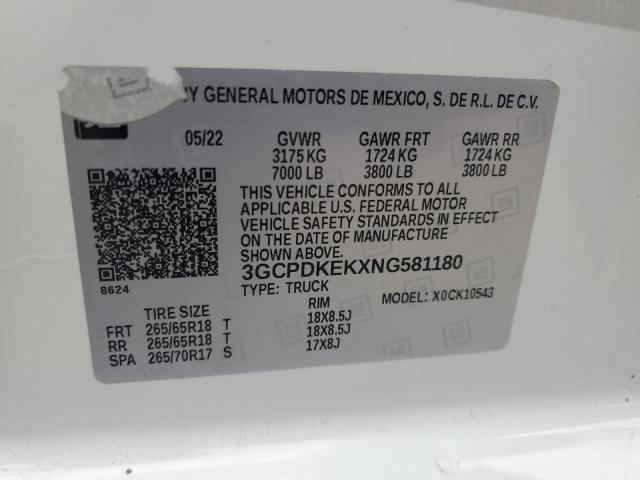 BY GENERAL MOTORS DE MEXICO, S. DE R.L. DE C.V.
05/22 GVWR GAWR FRT GAWR RR
3175 KG 1724 KG 1724 KG
7000 LB 3800 LB 3800 LB
THIS VEHICLE CONFORMS TO ALL
APPLICABLE U.S. FEDERAL MOTOR
VEHICLE SAFETY STANDARDS IN EFFECT
ON THE DATE OF MANUFACTURE
SHOWN ABOVE.
8624
3GCPDKEKXNG581180
TYPE: TRUCK MODEL: X0CK10543
TIRE SIZE RIM
FRT 265/65R18 T 18X8.5J
RR 265/65R18 T 18X8.5J
SPA 265/70R17 S 17X8J